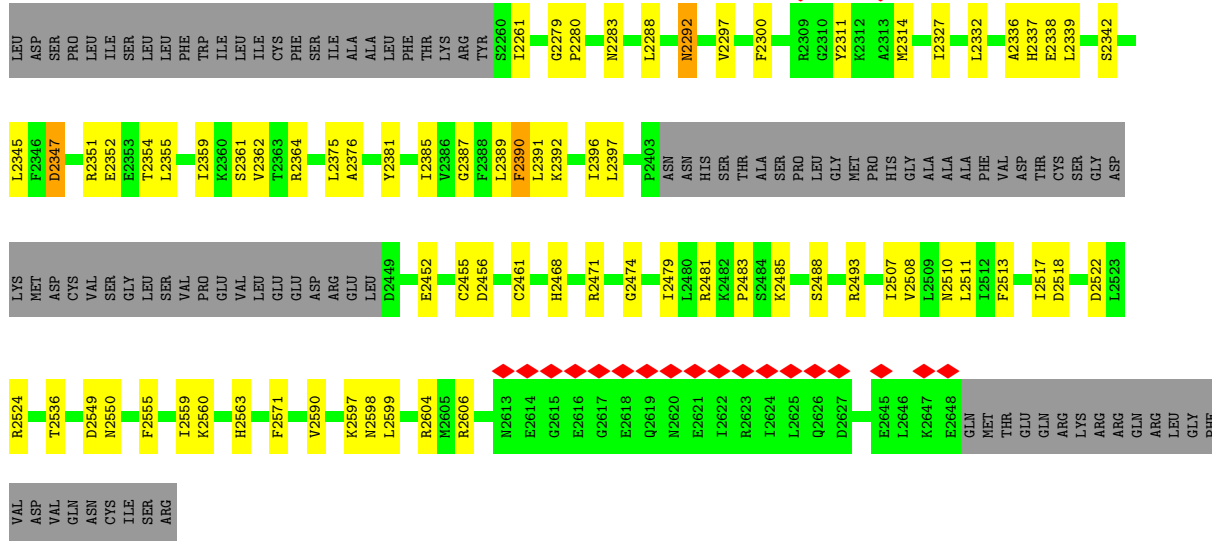 LEU ASP SER PRO LEU ILE SER LEU LEU PHE TRP ILE LEU ILE CYS PHE SER ILE ALA ALA LEU PHE THR LYS ARG TYR S2260 I2261 G2279 P2280 N2283 L2288 N2292 V2297 F2300 R2309 G2310 Y2311 K2312 A2313 M2314 I2327 L2332 A2336 H2337 E2338 L2339 S2342
L2345 F2346 D2347 R2351 E2352 E2353 T2354 L2355 I2359 K2360 S2361 V2362 T2363 R2364 L2375 A2376 Y2381 I2385 V2386 G2387 F2388 L2389 F2390 L2391 K2392 I2396 L2397 P2403 ASN ASN HIS SER THR ALA SER PRO LEU GLY MET PRO HIS GLY ALA ALA ALA PHE VAL ASP THR CYS SER GLY ASP
LYS MET ASP CYS VAL SER GLY LEU SER VAL PRO GLU VAL LEU GLU GLU ASP ARG GLU LEU D2449 E2452 C2455 D2456 C2461 H2468 R2471 G2474 I2479 L2480 R2481 K2482 P2483 S2484 K2485 S2488 R2493 I2507 V2508 L2509 N2510 L2511 I2512 F2513 I2517 D2518 D2522 L2523
R2524 T2536 D2549 N2550 F2555 I2559 K2560 H2563 F2571 V2590 K2597 N2598 L2599 R2604 M2605 R2606 N2613 E2614 G2615 E2616 G2617 E2618 Q2619 N2620 E2621 I2622 R2623 I2624 L2625 Q2626 D2627 E2645 L2646 K2647 E2648 GLN MET THR GLU GLN ARG LYS ARG ARG GLN ARG LEU GLY PHE
VAL ASP VAL GLN ASN CYS ILE SER ARG